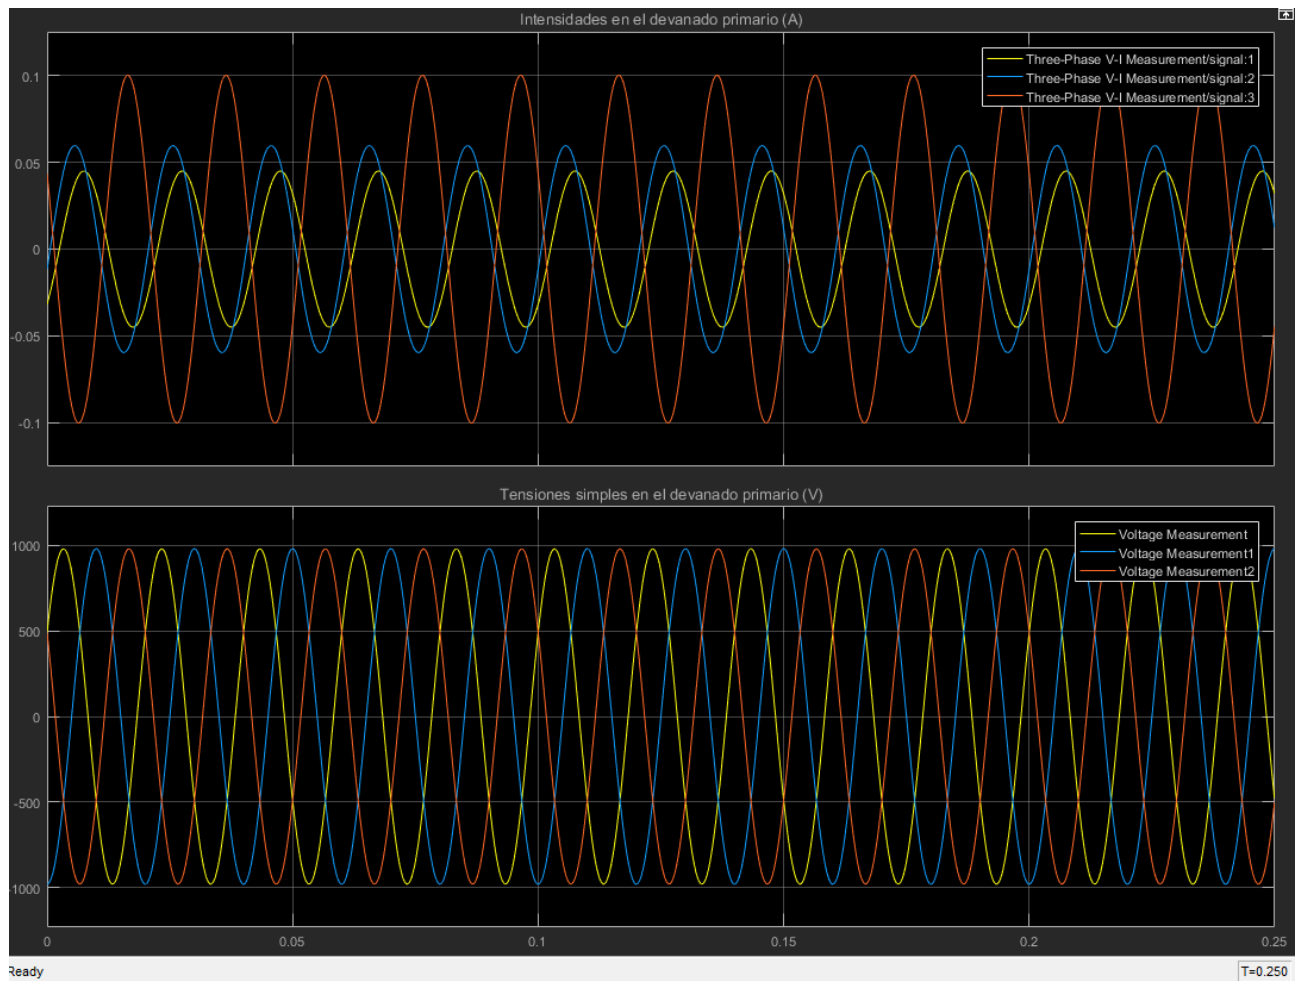 Intensidades en el devanado primario (A)
Three-Phase V-I Measurement/signal:1
Three-Phase V-I Measurement/signal:2
Three-Phase V-I Measurement/signal:3
0.1
0.05
0
-0.05
-0.1
Tensiones simples en el devanado primario (V)
Voltage Measurement
Voltage Measurement1
Voltage Measurement2
1000
500
0
-500
-1000
0
0.05
0.1
0.15
0.2
0.25
Ready
T=0.250